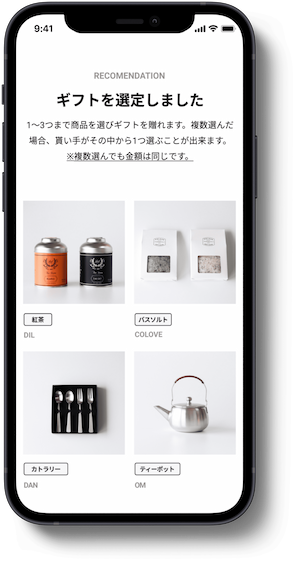 9:41
RECOMENDATION
ギフトを選定しました
1〜3つまで商品を選びギフトを贈れます。複数選んだ
場合、貰い手がその中から1つ選ぶことが出来ます。
※複数選んでも金額は同じです。
紅茶
DIL
バスソルト
COLOVE
カトラリー
DAN
ティーポット
OM